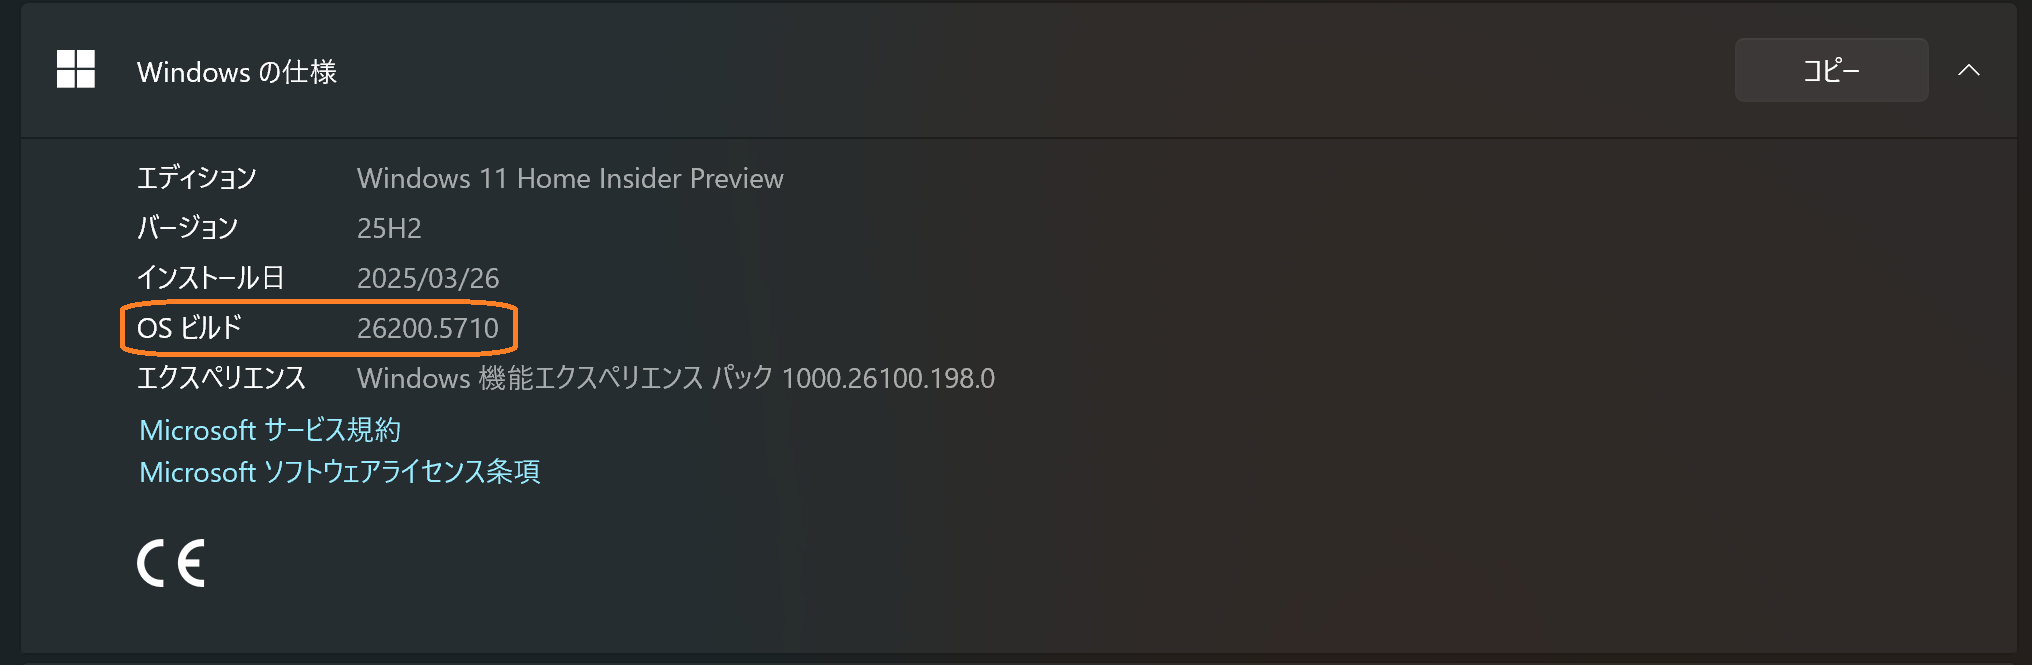 Windows の仕様
コピー
エディション Windows 11 Home Insider Preview
バージョン 25H2
インストール日 2025/03/26
OS ビルド 26200.5710
エクスペリエンス Windows 機能エクスペリエンス パック 1000.26100.198.0
Microsoft サービス規約
Microsoft ソフトウェアライセンス条項
CE